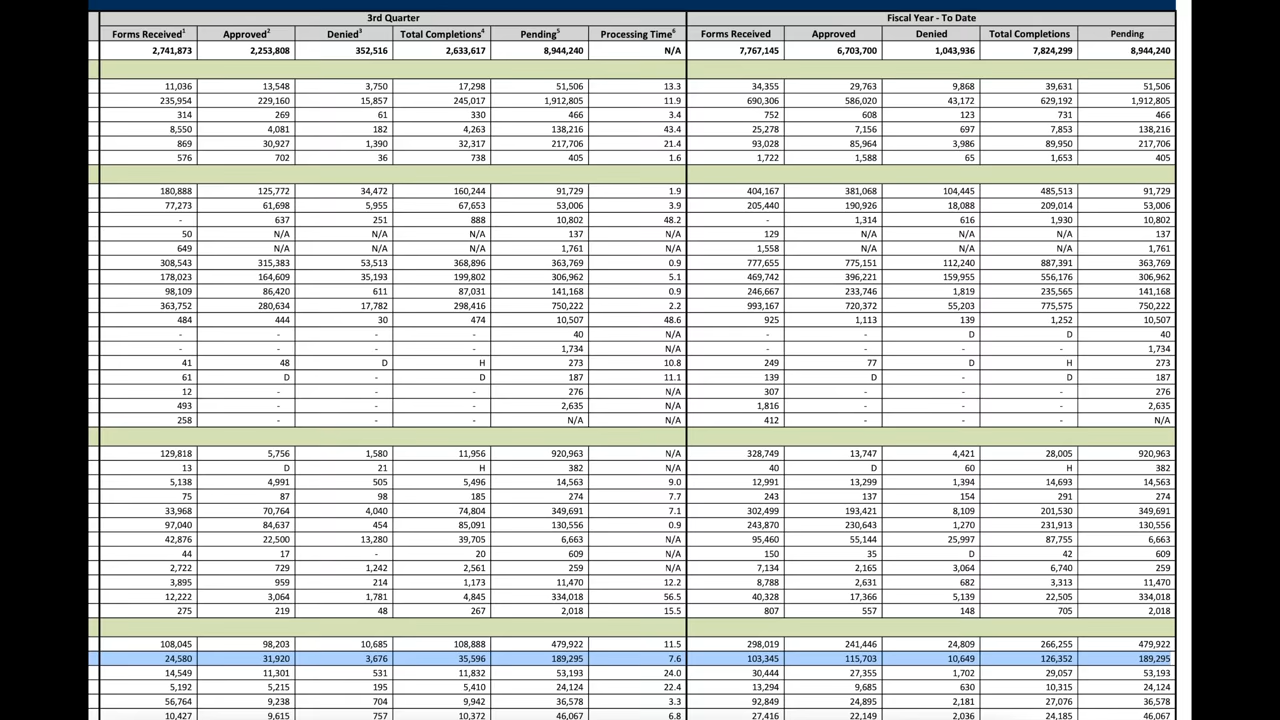 3rd Quarter Fiscal Year - To Date
Forms Received1 Approved2 Denied3 Total Completions4 Pending5 Processing Time6 Forms Received Approved Denied Total Completions Pending
2,741,873 2,253,808 352,516 2,633,617 8,944,240 N/A 7,767,145 6,703,700 1,043,936 7,824,299 8,944,240
11,036 13,548 3,750 17,298 51,506 13.3 34,355 29,763 9,868 39,631 51,506
235,954 229,160 15,857 245,017 1,912,805 11.9 690,306 586,020 43,172 629,192 1,912,805
314 269 61 330 466 3.4 752 608 123 731 466
8,550 4,081 182 4,263 138,216 43.4 25,278 7,156 697 7,853 138,216
869 30,927 1,390 32,317 217,706 21.4 93,028 85,964 3,986 89,950 217,706
576 702 36 738 405 1.6 1,722 1,588 65 1,653 405
180,888 125,772 34,472 160,244 91,729 1.9 404,167 381,068 104,445 485,513 91,729
77,273 61,698 5,955 67,653 53,006 3.9 205,440 190,926 18,088 209,014 53,006
- 637 251 888 10,802 48.2 - 1,314 616 1,930 10,802
50 N/A N/A N/A 137 N/A 129 N/A N/A N/A 137
649 N/A N/A N/A 1,761 N/A 1,558 N/A N/A N/A 1,761
308,543 315,383 53,513 368,896 363,769 0.9 777,655 775,151 112,240 887,391 363,769
178,023 164,609 35,193 199,802 306,962 5.1 469,742 396,221 159,955 556,176 306,962
98,109 86,420 611 87,031 141,168 0.9 246,667 233,746 1,819 235,565 141,168
363,752 280,634 17,782 298,416 750,222 2.2 993,167 720,372 55,203 775,575 750,222
484 444 30 474 10,507 48.6 925 1,113 139 1,252 10,507
- - - - 40 N/A - - D D 40
- - - - 1,734 N/A - - - - 1,734
41 48 D H 273 10.8 249 77 D H 273
61 D - D 187 11.1 139 D - D 187
12 - - - 276 N/A 307 - - - 276
493 - - - 2,635 N/A 1,816 - - - 2,635
258 - - - N/A N/A 412 - - - N/A
129,818 5,756 1,580 11,956 920,963 N/A 328,749 13,747 4,421 28,005 920,963
13 D 21 H 382 N/A 40 D 60 H 382
5,138 4,991 505 5,496 14,563 9.0 12,991 13,299 1,394 14,693 14,563
75 87 98 185 274 7.7 243 137 154 291 274
33,968 70,764 4,040 74,804 349,691 7.1 302,499 193,421 8,109 201,530 349,691
97,040 84,637 454 85,091 130,556 0.9 243,870 230,643 1,270 231,913 130,556
42,876 22,500 13,280 39,705 6,663 N/A 95,460 55,144 25,997 87,755 6,663
44 17 - 20 609 N/A 150 35 D 42 609
2,722 729 1,242 2,561 259 N/A 7,134 2,165 3,064 6,740 259
3,895 959 214 1,173 11,470 12.2 8,788 2,631 682 3,313 11,470
12,222 3,064 1,781 4,845 334,018 56.5 40,328 17,366 5,139 22,505 334,018
275 219 48 267 2,018 15.5 807 557 148 705 2,018
108,045 98,203 10,685 108,888 479,922 11.5 298,019 241,446 24,809 266,255 479,922
24,580 31,920 3,676 35,596 189,295 7.6 103,345 115,703 10,649 126,352 189,295
14,549 11,301 531 11,832 53,193 24.0 30,444 27,355 1,702 29,057 53,193
5,192 5,215 195 5,410 24,124 22.4 13,294 9,685 630 10,315 24,124
56,764 9,238 704 9,942 36,578 3.3 92,849 24,895 2,181 27,076 36,578
10,427 9,615 757 10,372 46,067 6.8 27,416 22,149 2,036 24,185 46,067